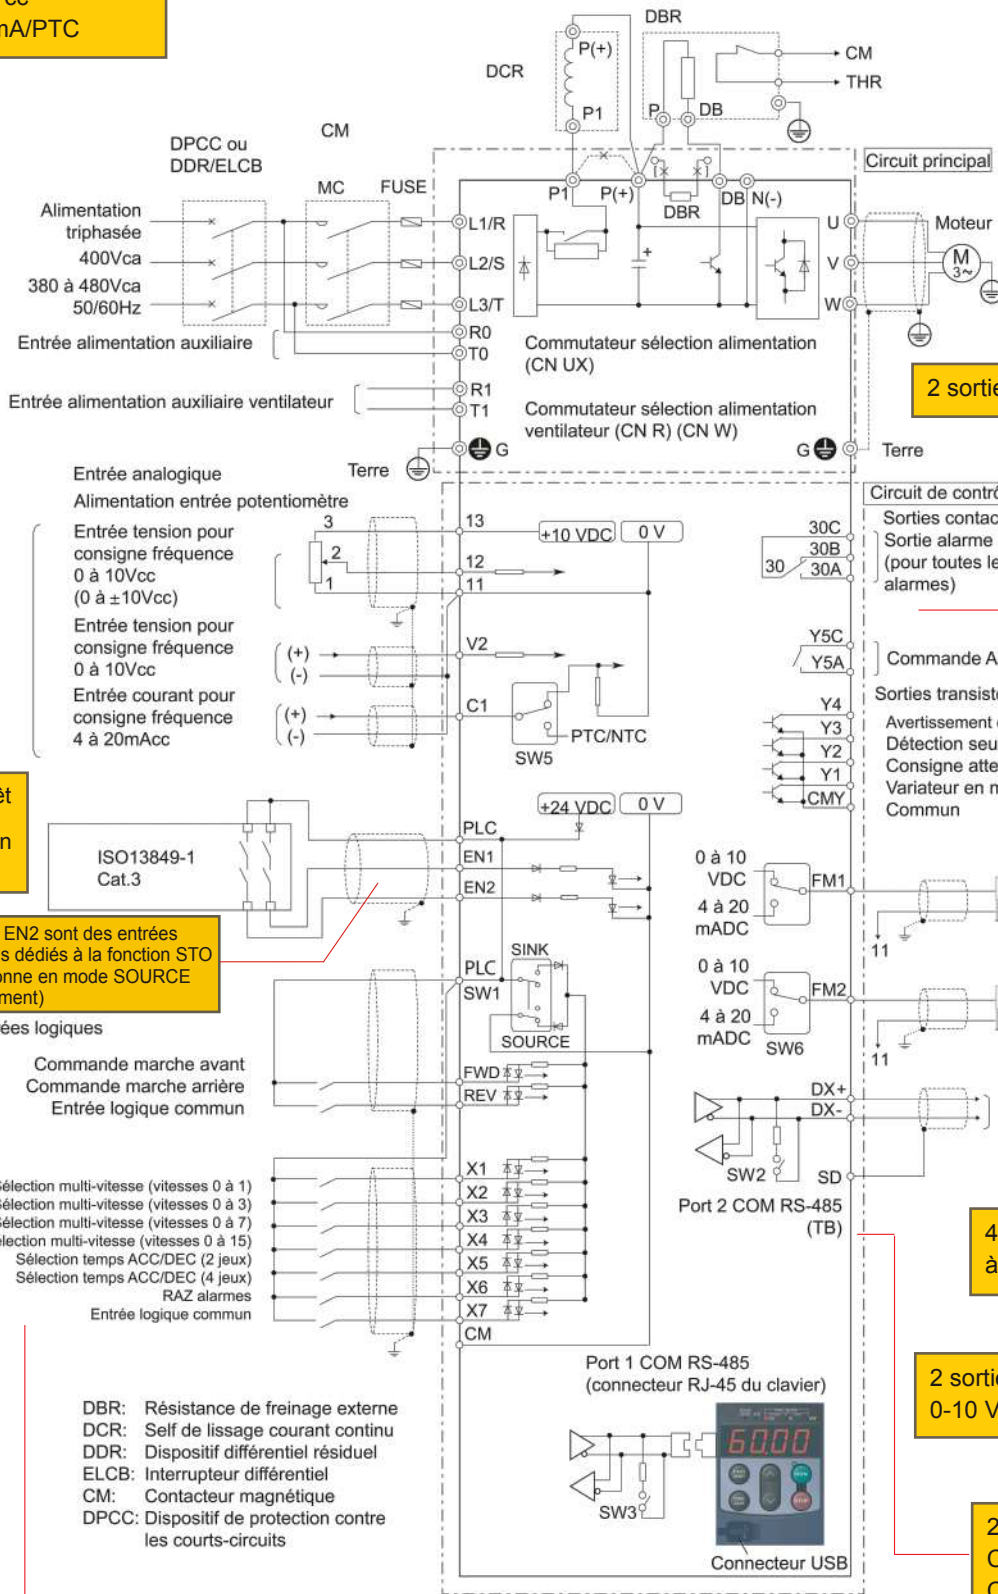 mA/PTC
DBR
P(+)
DCR
CM
THR
P1
P
DB
CM
DPCC ou
DDR/ELCB
MC
FUSE
Circuit principal
P1
P(+)
DBR
DB
N(-)
Alimentation
triphasée
400Vca
380 à 480Vca
50/60Hz
L1/R
L2/S
L3/T
U
V
W
Moteur
M
3~
R0
T0
Entrée alimentation auxiliaire
Commutateur sélection alimentation
(CN UX)
R1
T1
Entrée alimentation auxiliaire ventilateur
Commutateur sélection alimentation
ventilateur (CN R) (CN W)
2 sortie
G
G
Terre
Terre
Entrée analogique
Alimentation entrée potentiomètre
Circuit de contrô
Entrée tension pour
consigne fréquence
0 à 10Vcc
(0 à ±10Vcc)
3
2
1
13
12
11
+10 VDC
0 V
30C
30B
30A
30
Sorties contac
Sortie alarme
(pour toutes le
alarmes)
Entrée tension pour
consigne fréquence
0 à 10Vcc
(+)
(-)
V2
Y5C
Y5A
Commande A
Entrée courant pour
consigne fréquence
4 à 20mAcc
(+)
(-)
C1
PTC/NTC
SW5
Sorties transist
Y4
Y3
Y2
Y1
CMY
Avertissement
Détection seu
Consigne atte
Variateur en m
Commun
êt
n
ISO13849-1
Cat.3
+24 VDC
0 V
PLC
EN1
EN2
EN2 sont des entrées
s dédiés à la fonction STO
onne en mode SOURCE
ment)
0 à 10
VDC
4 à 20
mADC
FM1
11
PLC
SW1
SINK
SOURCE
0 à 10
VDC
4 à 20
mADC
FM2
SW6
11
ées logiques
Commande marche avant
Commande marche arrière
Entrée logique commun
FWD
REV
DX+
DX-
SW2
SD
Port 2 COM RS-485
(TB)
Sélection multi-vitesse (vitesses 0 à 1)
Sélection multi-vitesse (vitesses 0 à 3)
Sélection multi-vitesse (vitesses 0 à 7)
élection multi-vitesse (vitesses 0 à 15)
Sélection temps ACC/DEC (2 jeux)
Sélection temps ACC/DEC (4 jeux)
RAZ alarmes
Entrée logique commun
X1
X2
X3
X4
X5
X6
X7
CM
4
à
Port 1 COM RS-485
(connecteur RJ-45 du clavier)
2 sortie
0-10 V
60.00
SW3
Connecteur USB
DBR: Résistance de freinage externe
DCR: Self de lissage courant continu
DDR: Dispositif différentiel résiduel
ELCB: Interrupteur différentiel
CM: Contacteur magnétique
DPCC: Dispositif de protection contre
les courts-circuits
2
C